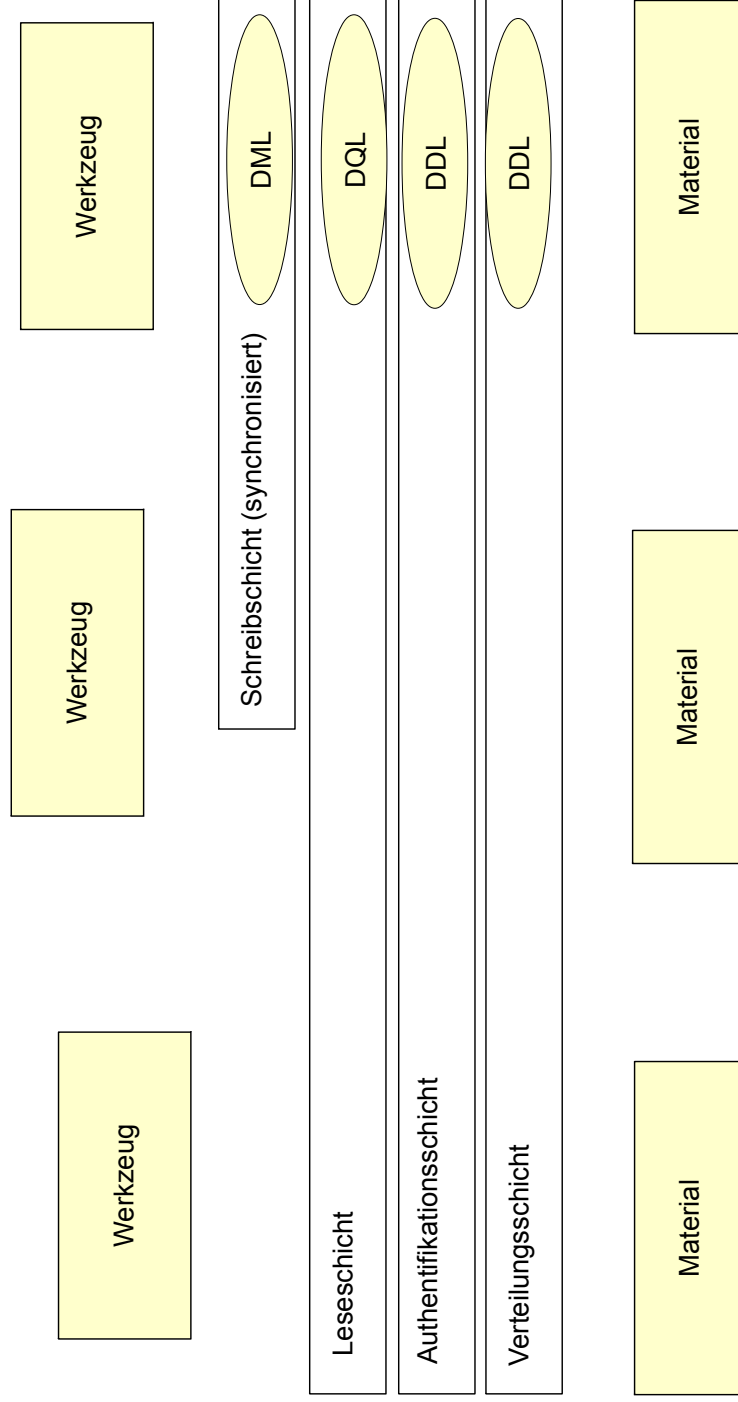 Werkzeug
Werkzeug
Werkzeug
Schreibschicht (synchronisiert)
DML
Leseschicht
DQL
Authentifikationsschicht
DDL
Verteilungsschicht
DDL
Material
Material
Material